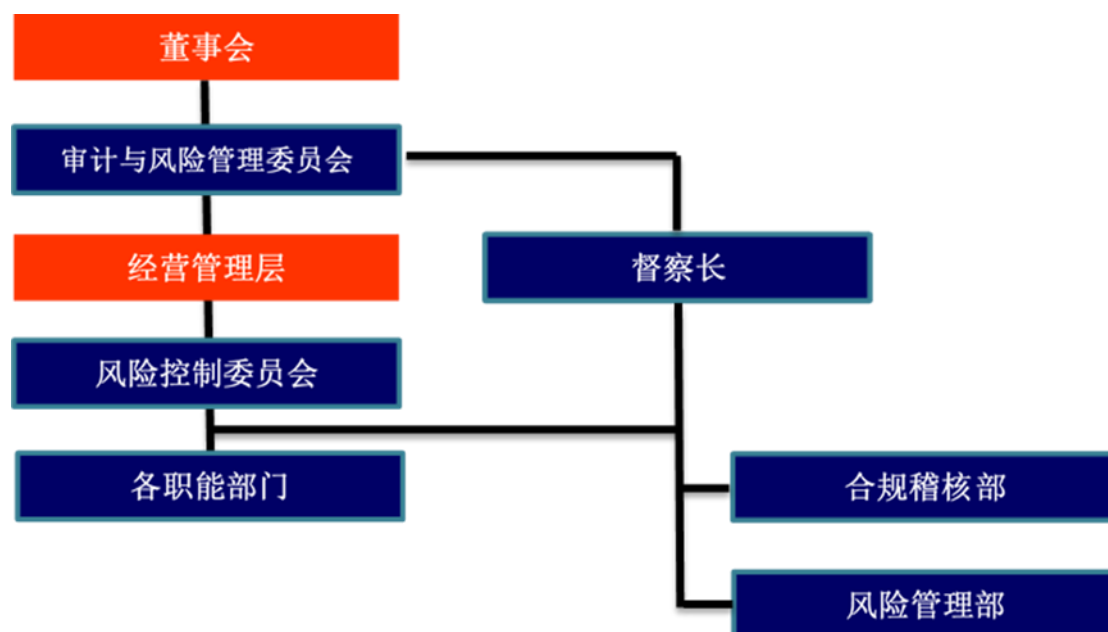 董事会
审计与风险管理委员会
经营管理层
督察长
风险控制委员会
各职能部门
合规稽核部
风险管理部